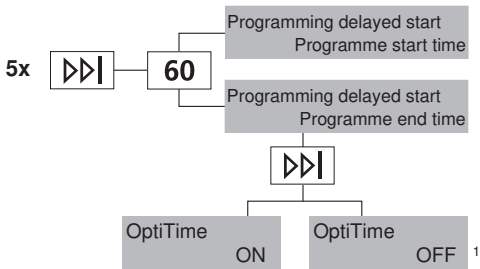 Programming delayed start
Programme start time
5x
60
Programming delayed start
Programme end time
OptiTime
ON
OptiTime
OFF 1